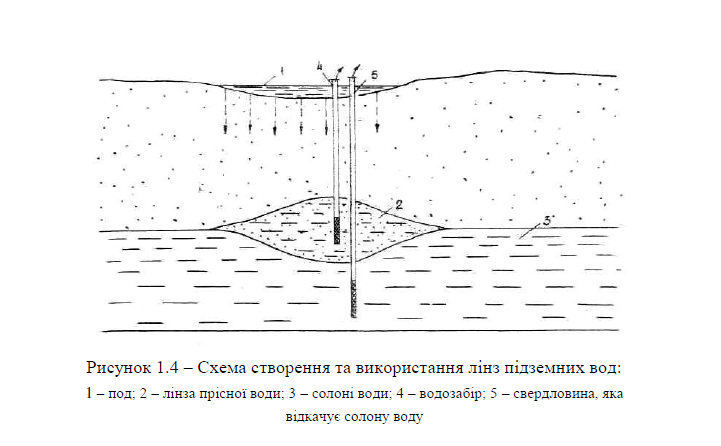 1
4
5
2
3
Рисунок 1.4 – Схема створення та використання лінз підземних вод:
1 – под; 2 – лінза прісної води; 3 – солоні води; 4 – водозабір; 5 – свердловина, яка
відкачує солону воду